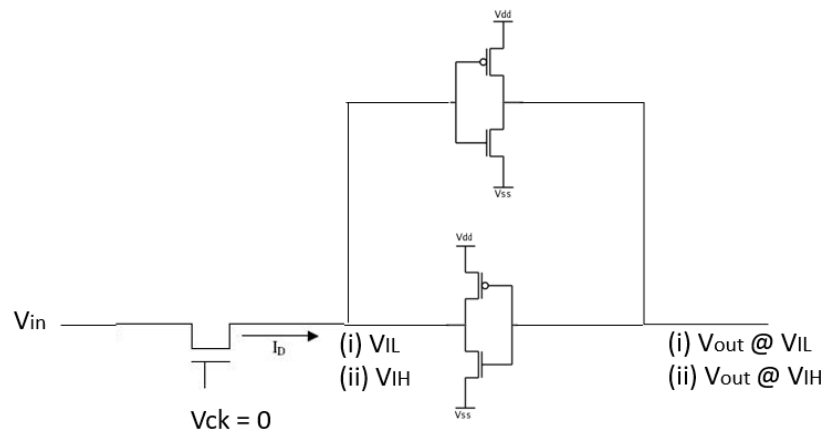 Vdd
Vss
Vdd
Vin
ID
(i) VIL
(ii) VIH
(i) Vout @ VIL
(ii) Vout @ VIH
Vss
Vck = 0